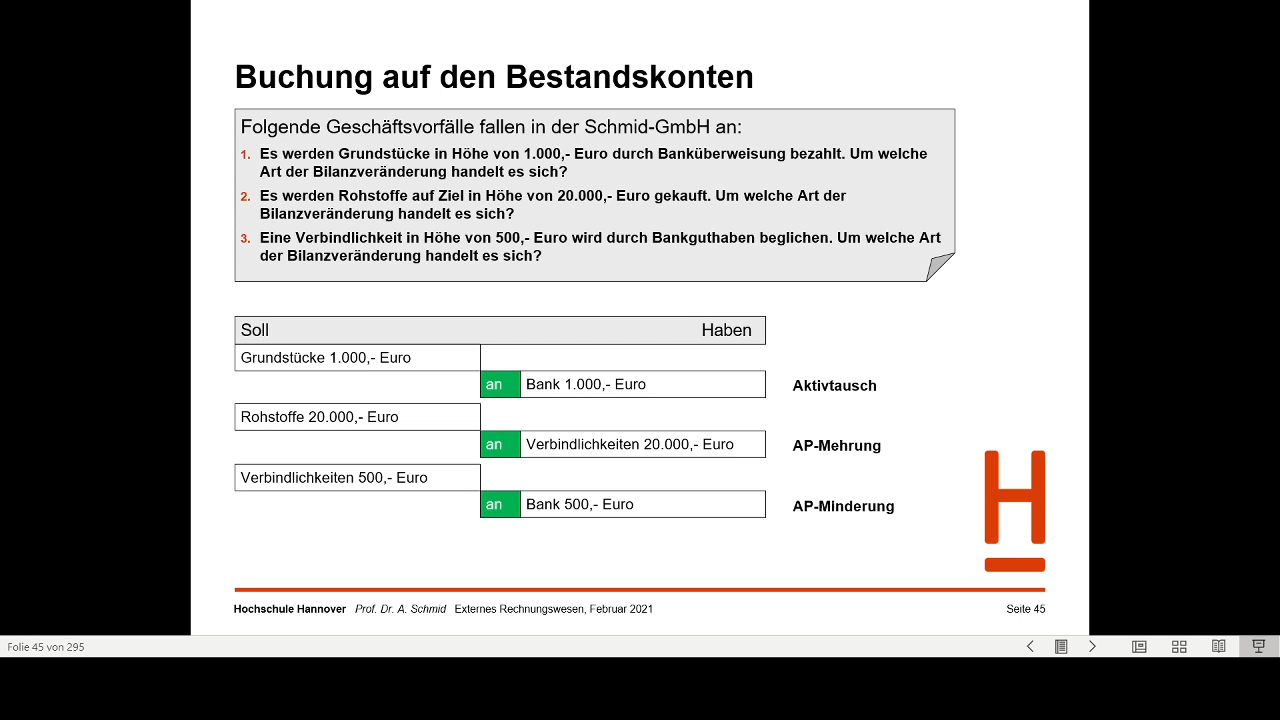 Buchung auf den Bestandskonten
Folgende Geschäftsvorfälle fallen in der Schmid-GmbH an:
1. Es werden Grundstücke in Höhe von 1.000,- Euro durch Banküberweisung bezahlt. Um welche
Art der Bilanzveränderung handelt es sich?
2. Es werden Rohstoffe auf Ziel in Höhe von 20.000,- Euro gekauft. Um welche Art der
Bilanzveränderung handelt es sich?
3. Eine Verbindlichkeit in Höhe von 500,- Euro wird durch Bankguthaben beglichen. Um welche Art
der Bilanzveränderung handelt es sich?
Soll Haben
Grundstücke 1.000,- Euro
an Bank 1.000,- Euro Aktivtausch
Rohstoffe 20.000,- Euro
an Verbindlichkeiten 20.000,- Euro AP-Mehrung
Verbindlichkeiten 500,- Euro
an Bank 500,- Euro AP-MInderung
H
Hochschule Hannover Prof. Dr. A. Schmid Externes Rechnungswesen, Februar 2021 Seite 45
Folie 45 von 295